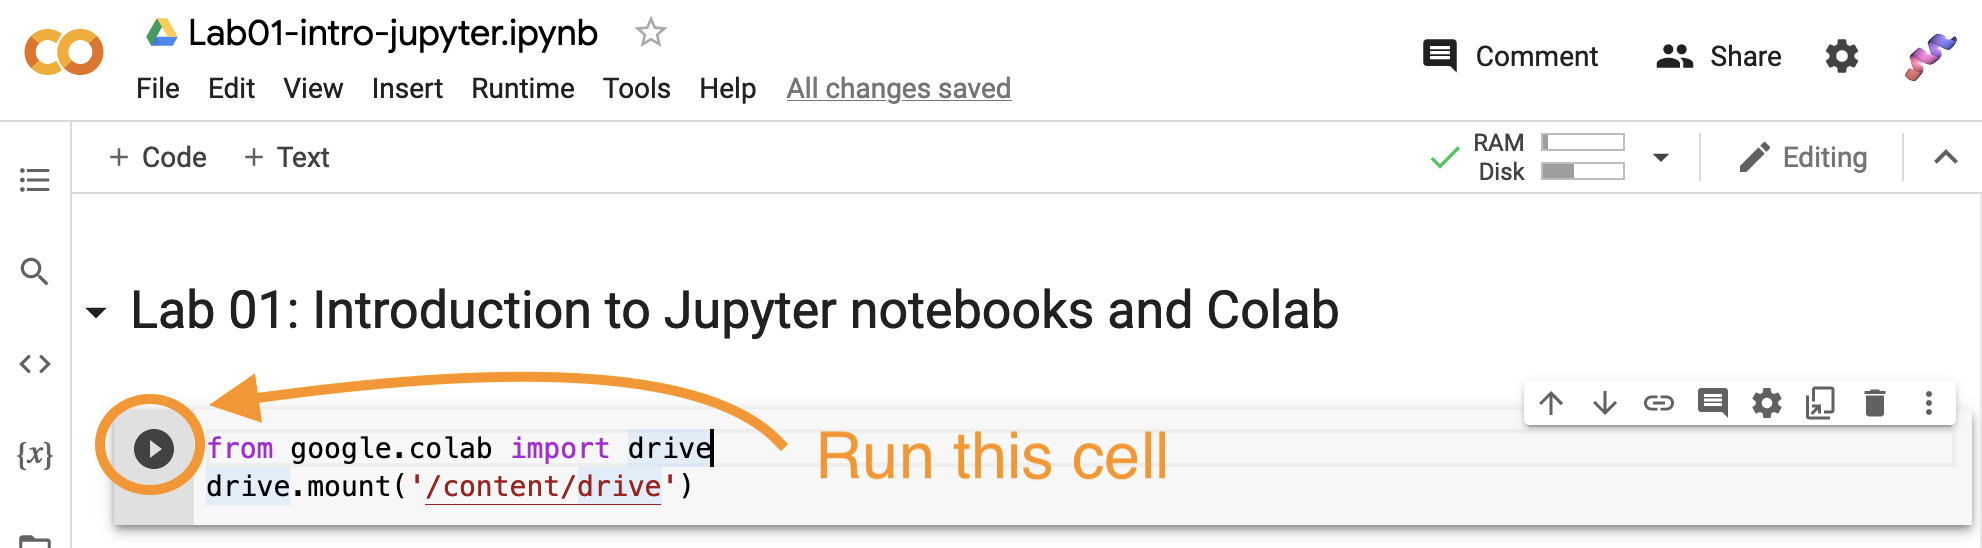 Lab01-intro-jupyter.ipynb
File Edit View Insert Runtime Tools Help All changes saved
Comment Share
+ Code + Text
RAM
Disk
Editing
Lab 01: Introduction to Jupyter notebooks and Colab
{x}
from google.colab import drive
drive.mount('/content/drive')
Run this cell